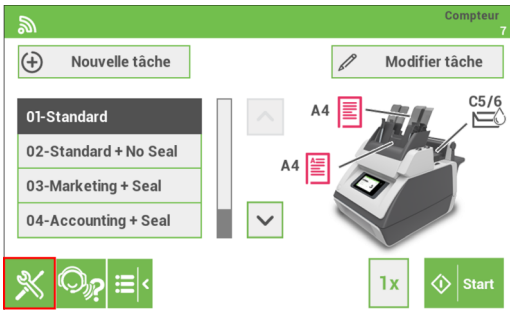 Compteur
7
Nouvelle tâche
Modifier tâche
01-Standard
02-Standard + No Seal
03-Marketing + Seal
04-Accounting + Seal
A4
C5/6
A4
1x
Start